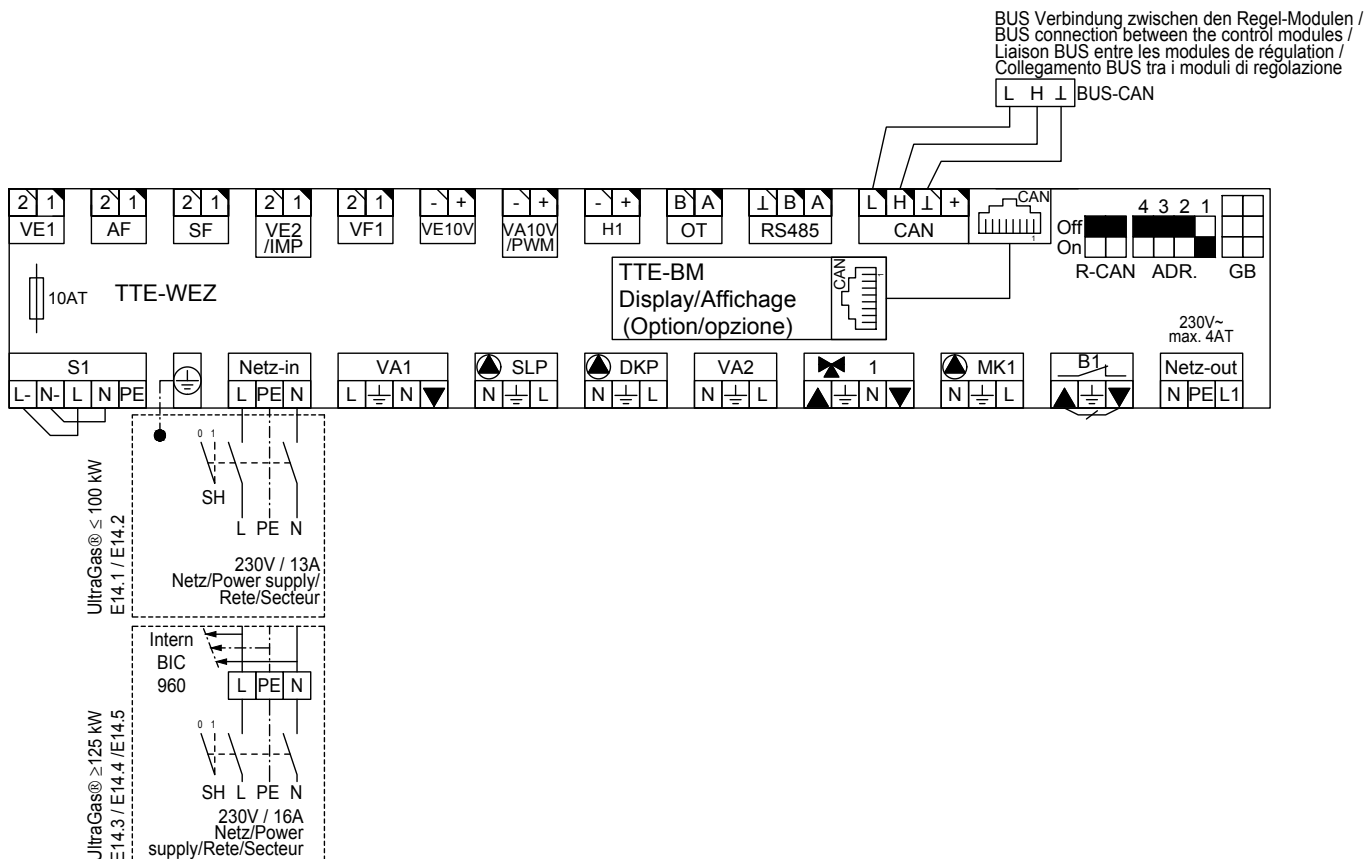 BUS Verbindung zwischen den Regel-Modulen /
BUS connection between the control modules /
Liaison BUS entre les modules de régulation /
Collegamento BUS tra i moduli di regolazione
L H ⊥ BUS-CAN
2 1 2 1 2 1 2 1 2 1 - + - + - + B A ⊥ B A L H ⊥ +
VE1 AF SF VE2 /IMP VF1 VE10V VA10V /PWM H1 OT RS485 CAN
CAN
1
4 3 2 1
Off
On
R-CAN ADR. GB
10AT TTE-WEZ
TTE-BM
Display/Affichage
(Option/opzione)
CAN
1
230V~
max. 4AT
S1 Netz-in VA1 SLP DKP VA2 1 MK1 B1 Netz-out
L- N- L N PE L PE N L N N L N L N L N N L N PE L1
UltraGas® ≤ 100 kW
E14.1 / E14.2
0 1
SH
L PE N
230V / 13A
Netz/Power supply/
Rete/Secteur
UltraGas® ≥125 kW
E14.3 / E14.4 /E14.5
Intern
BIC
960
L PE N
0 1
SH L PE N
230V / 16A
Netz/Power
supply/Rete/Secteur